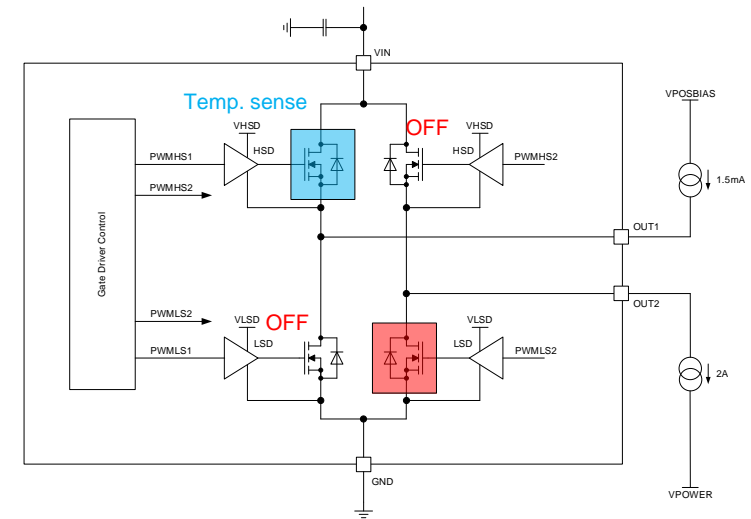 VIN
Temp. sense
VPOSBIAS
VHSD
OFF
VHSD
PWMHS1
HSD
HSD
PWMHS2
1.5mA
PWMHS2
Gate Driver Control
OUT1
OUT2
PWMLS2
VLSD
OFF
VLSD
PWMLS1
LSD
LSD
PWMLS2
2A
GND
VPOWER